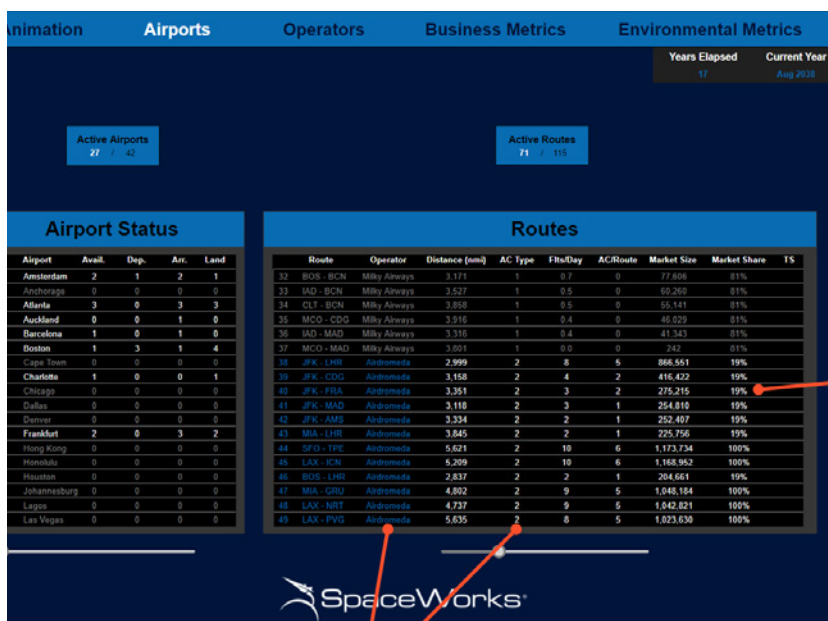 Animation Airports Operators Business Metrics Environmental Metrics
Years Elapsed Current Year
17 Aug 2038
Active Airports
27 / 42
Active Routes
71 / 115
Airport Status
Airport Avail. Dep. Arr. Land
Amsterdam 2 1 2 1
Anchorage 0 0 0 0
Atlanta 3 0 3 3
Auckland 0 0 1 0
Barcelona 1 0 1 0
Boston 1 3 1 4
Cape Town 0 0 0 0
Charlotte 1 0 0 1
Chicago 0 0 0 0
Dallas 0 0 0 0
Denver 0 0 0 0
Frankfurt 2 0 3 2
Hong Kong 0 0 0 0
Honolulu 0 0 0 0
Houston 0 0 0 0
Johannesburg 0 0 0 0
Lagos 0 0 0 0
Las Vegas 0 0 0 0
Routes
Route Operator Distance (nmi) AC Type Flts/Day AC/Route Market Size Market Share TS
32 BOS - BCN Milky Airways 3,171 1 0.7 0 77,606 81%
33 IAD - BCN Milky Airways 3,527 1 0.5 0 60,260 81%
34 CLT - BCN Milky Airways 3,858 1 0.5 0 55,141 81%
35 MCO - CDG Milky Airways 3,916 1 0.4 0 46,029 81%
36 IAD - MAD Milky Airways 3,316 1 0.4 0 41,343 81%
37 MCO - MAD Milky Airways 3,801 1 0.0 0 242 81%
38 JFK - LHR Airdromeda 2,999 2 8 5 866,551 19%
39 JFK - CDG Airdromeda 3,158 2 4 2 416,422 19%
40 JFK - FRA Airdromeda 3,351 2 3 2 275,215 19%
41 JFK - MAD Airdromeda 3,118 2 3 1 254,810 19%
42 JFK - AMS Airdromeda 3,334 2 2 1 252,407 19%
43 MIA - LHR Airdromeda 3,845 2 2 1 225,756 19%
44 SFO - TPE Airdromeda 5,621 2 10 6 1,173,734 100%
45 LAX - ICN Airdromeda 5,209 2 10 6 1,168,952 100%
46 BOS - LHR Airdromeda 2,837 2 2 1 204,661 19%
47 MIA - GRU Airdromeda 4,802 2 9 5 1,048,184 100%
48 LAX - NRT Airdromeda 4,737 2 9 5 1,042,821 100%
49 LAX - PVG Airdromeda 5,635 2 8 5 1,023,630 100%
SpaceWorks